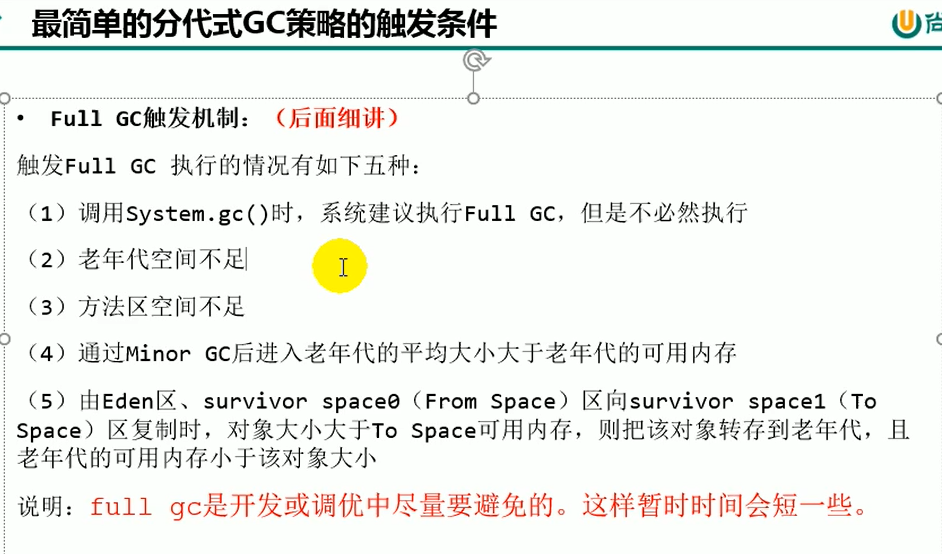 最简单的分代式GC策略的触发条件
尚
• Full GC触发机制：（后面细讲）
触发Full GC 执行的情况有如下五种：
（1）调用System.gc()时，系统建议执行Full GC，但是不必然执行
（2）老年代空间不足
（3）方法区空间不足
（4）通过Minor GC后进入老年代的平均大小大于老年代的可用内存
（5）由Eden区、survivor space0（From Space）区向survivor space1（To
Space）区复制时，对象大小大于To Space可用内存，则把该对象转存到老年代，且
老年代的可用内存小于该对象大小
说明：full gc是开发或调优中尽量要避免的。这样暂时时间会短一些。